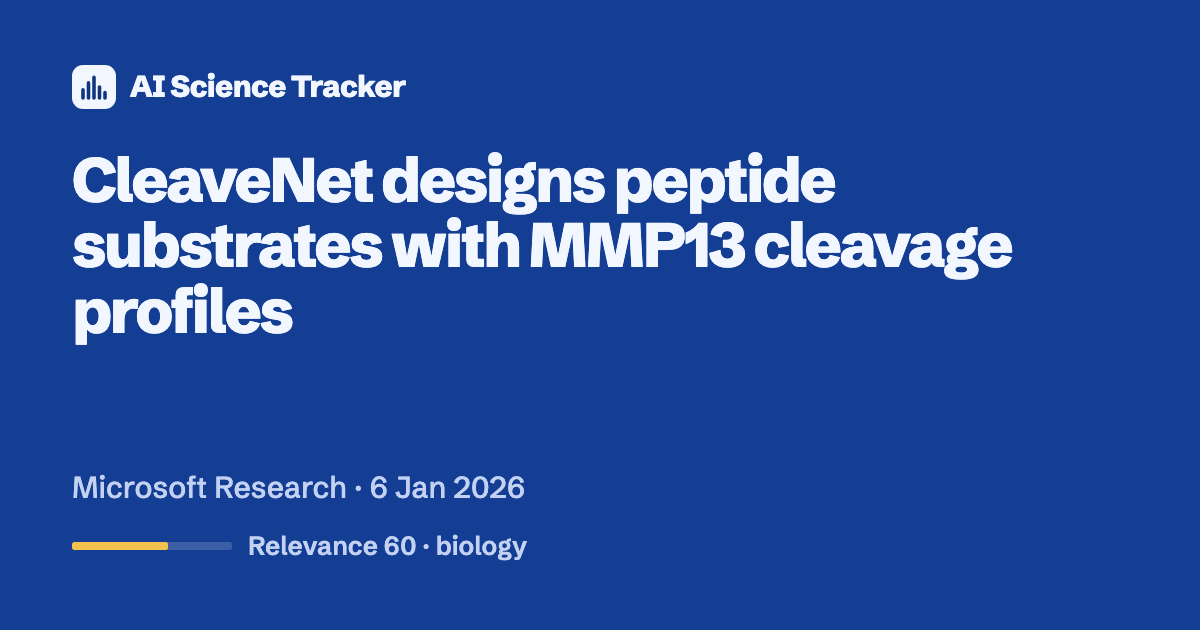 AI Science Tracker
CleaveNet designs peptide
substrates with MMP13 cleavage
profiles
Microsoft Research · 6 Jan 2026
Relevance 60 · biology